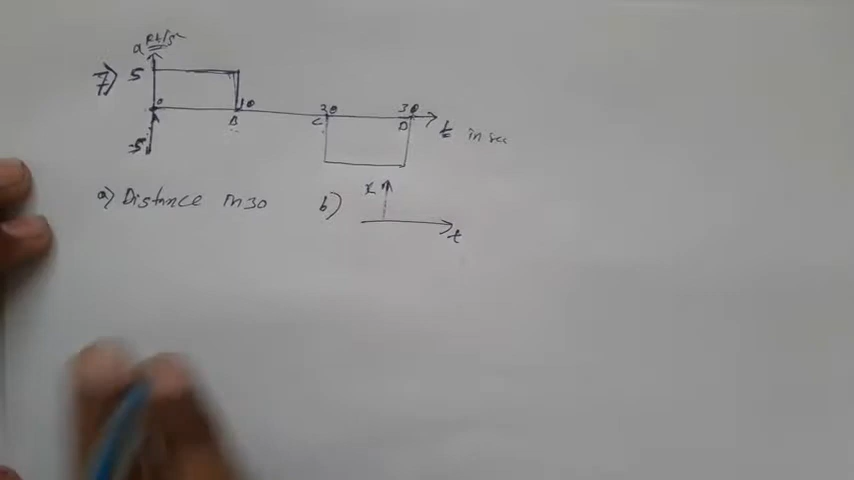 a ft/s²
7) 5
0 10 30 30
A B C D t in sec
-5
a) Distance in 30 b) x
t